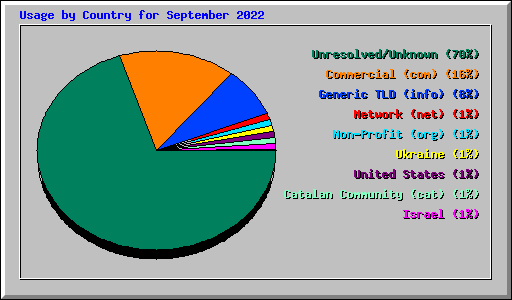 Usage by Country for September 2022
Unresolved/Unknown (70%)
Commercial (com) (16%)
Generic TLD (info) (8%)
Network (net) (1%)
Non-Profit (org) (1%)
Ukraine (1%)
United States (1%)
Catalan Community (cat) (1%)
Israel (1%)